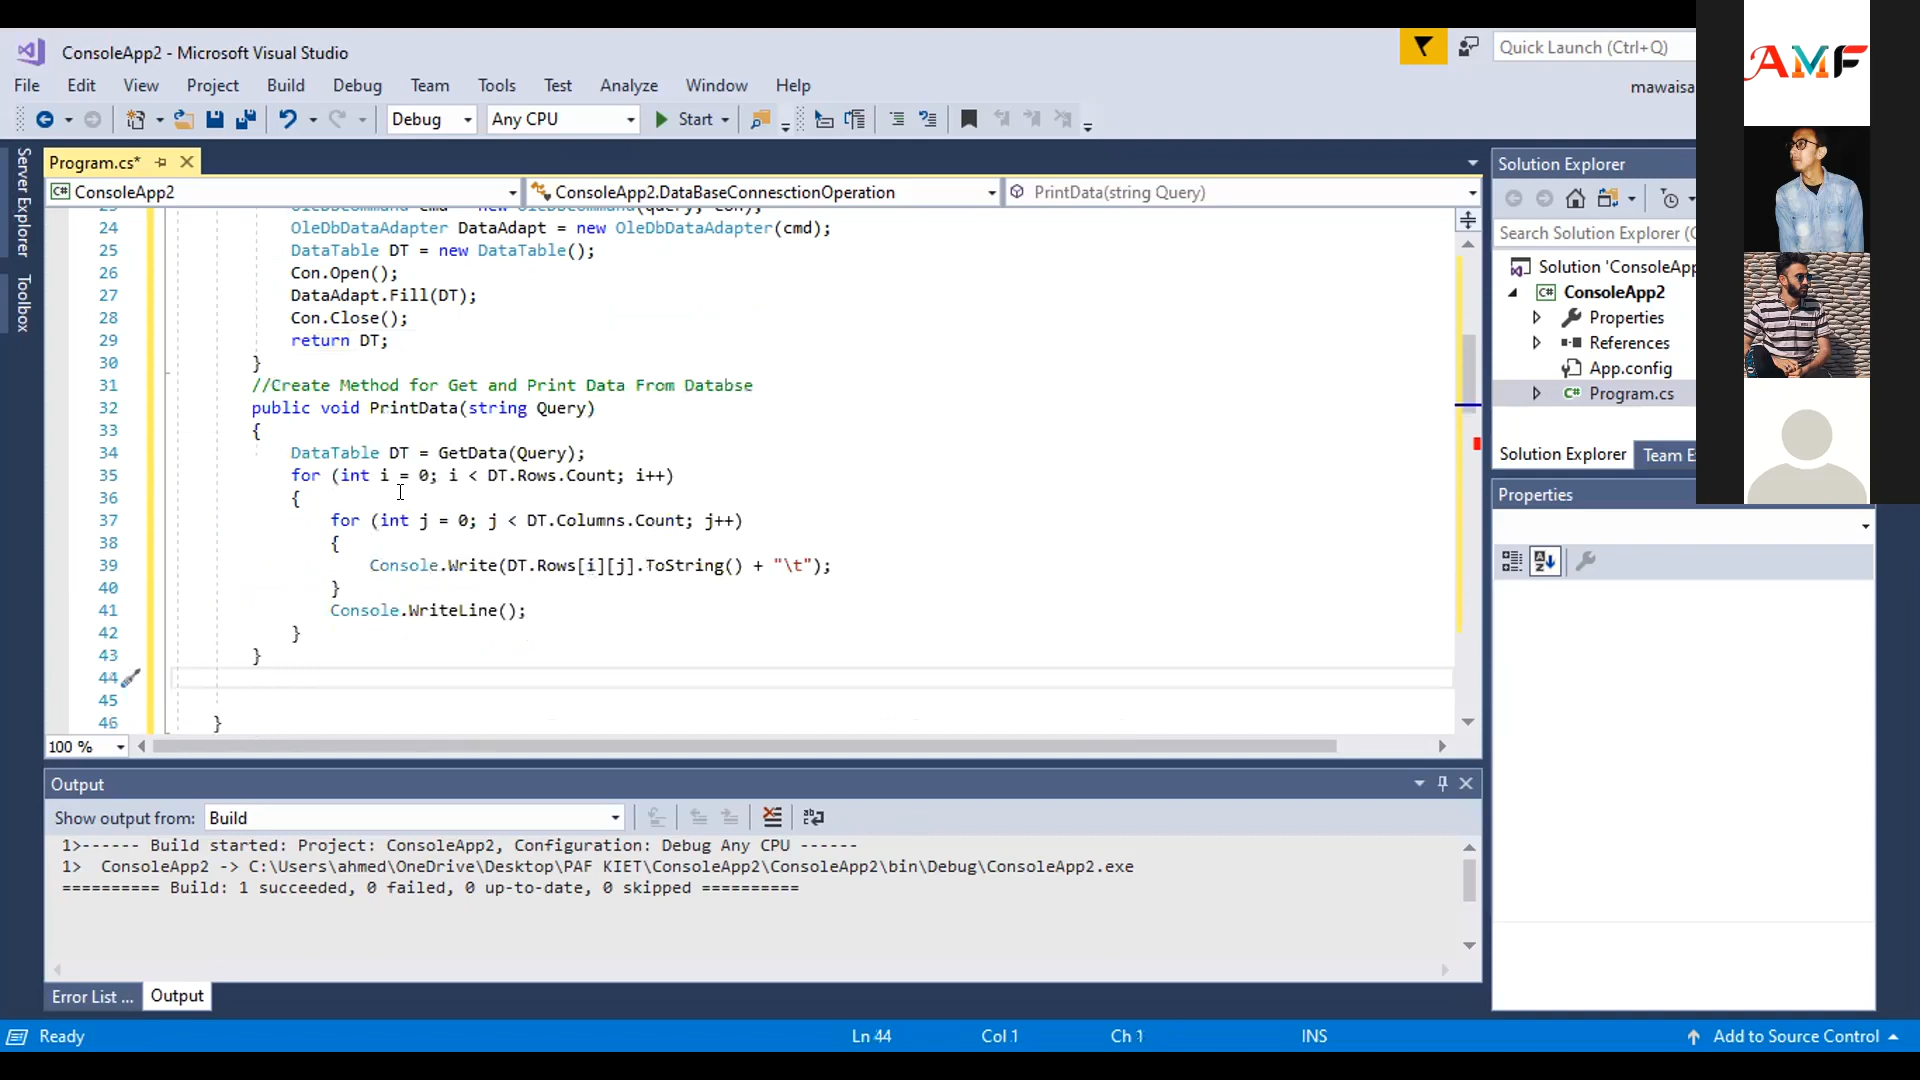 ConsoleApp2 - Microsoft Visual Studio
Quick Launch (Ctrl+Q)
AMF
File Edit View Project Build Debug Team Tools Test Analyze Window Help
mawaisa
Debug Any CPU Start
Server Explorer
Toolbox
Program.cs*
ConsoleApp2 ConsoleApp2.DataBaseConnesctionOperation PrintData(string Query)
24 OleDbDataAdapter DataAdapt = new OleDbDataAdapter(cmd);
25 DataTable DT = new DataTable();
26 Con.Open();
27 DataAdapt.Fill(DT);
28 Con.Close();
29 return DT;
30 }
31 //Create Method for Get and Print Data From Databse
32 public void PrintData(string Query)
33 {
34 DataTable DT = GetData(Query);
35 for (int i = 0; i < DT.Rows.Count; i++)
36 {
37 for (int j = 0; j < DT.Columns.Count; j++)
38 {
39 Console.Write(DT.Rows[i][j].ToString() + "\t");
40 }
41 Console.WriteLine();
42 }
43 }
44
45
46 }
100 %
Solution Explorer
Search Solution Explorer (C
Solution 'ConsoleApp
C# ConsoleApp2
Properties
References
App.config
C# Program.cs
Solution Explorer Team E
Properties
Output
Show output from: Build
1>------ Build started: Project: ConsoleApp2, Configuration: Debug Any CPU ------
1> ConsoleApp2 -> C:\Users\ahmed\OneDrive\Desktop\PAF KIET\ConsoleApp2\ConsoleApp2\bin\Debug\ConsoleApp2.exe
========== Build: 1 succeeded, 0 failed, 0 up-to-date, 0 skipped ==========
Error List ... Output
Ready Ln 44 Col 1 Ch 1 INS Add to Source Control